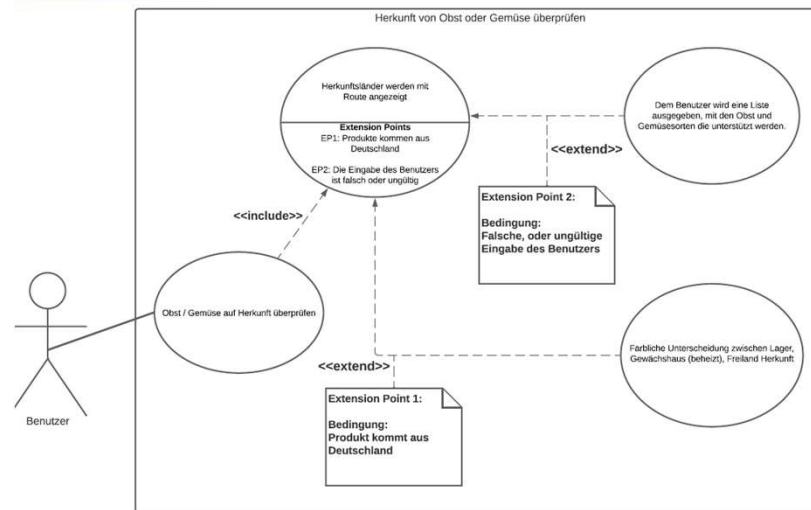 Herkunft von Obst oder Gemüse überprüfen
Herkunftsländer werden mit
Route angezeigt
Extension Points
EP1: Produkte kommen aus
Deutschland
EP2: Die Eingabe des Benutzers
ist falsch oder ungültig
Dem Benutzer wird eine Liste
ausgegeben, mit den Obst und
Gemüsesorten die unterstützt werden.
<<extend>>
Extension Point 2:
Bedingung:
Falsche, oder ungültige
Eingabe des Benutzers
<<include>>
Obst / Gemüse auf Herkunft überprüfen
Benutzer
<<extend>>
Extension Point 1:
Bedingung:
Produkt kommt aus
Deutschland
Farbliche Unterscheidung zwischen Lager,
Gewächshaus (beheizt), Freiland Herkunft